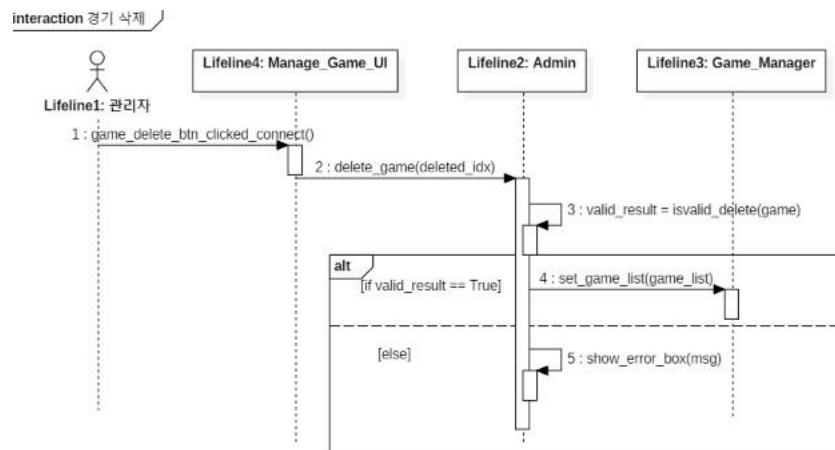 interaction 경기 삭제
Lifeline4: Manage_Game_UI
Lifeline2: Admin
Lifeline3: Game_Manager
Lifeline1: 관리자
1 : game_delete_btn_clicked_connect()
2 : delete_game(deleted_idx)
3 : valid_result = isvalid_delete(game)
alt
[if valid_result == True]
4 : set_game_list(game_list)
[else]
5 : show_error_box(msg)